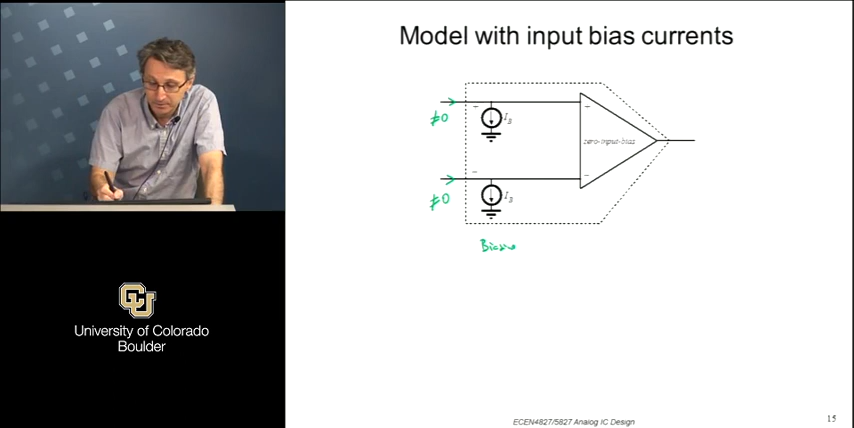 Model with input bias currents
≠0
I_B
zero-input-bias
≠0
I_B
University of Colorado
Boulder
ECEN4827/5827 Analog IC Design
15